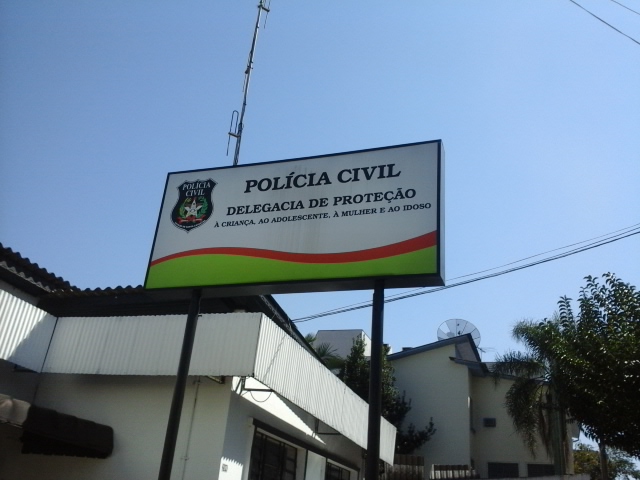 POLÍCIA CIVIL
POLÍCIA
CIVIL
DELEGACIA DE PROTEÇÃO
À CRIANÇA, AO ADOLESCENTE, À MULHER E AO IDOSO